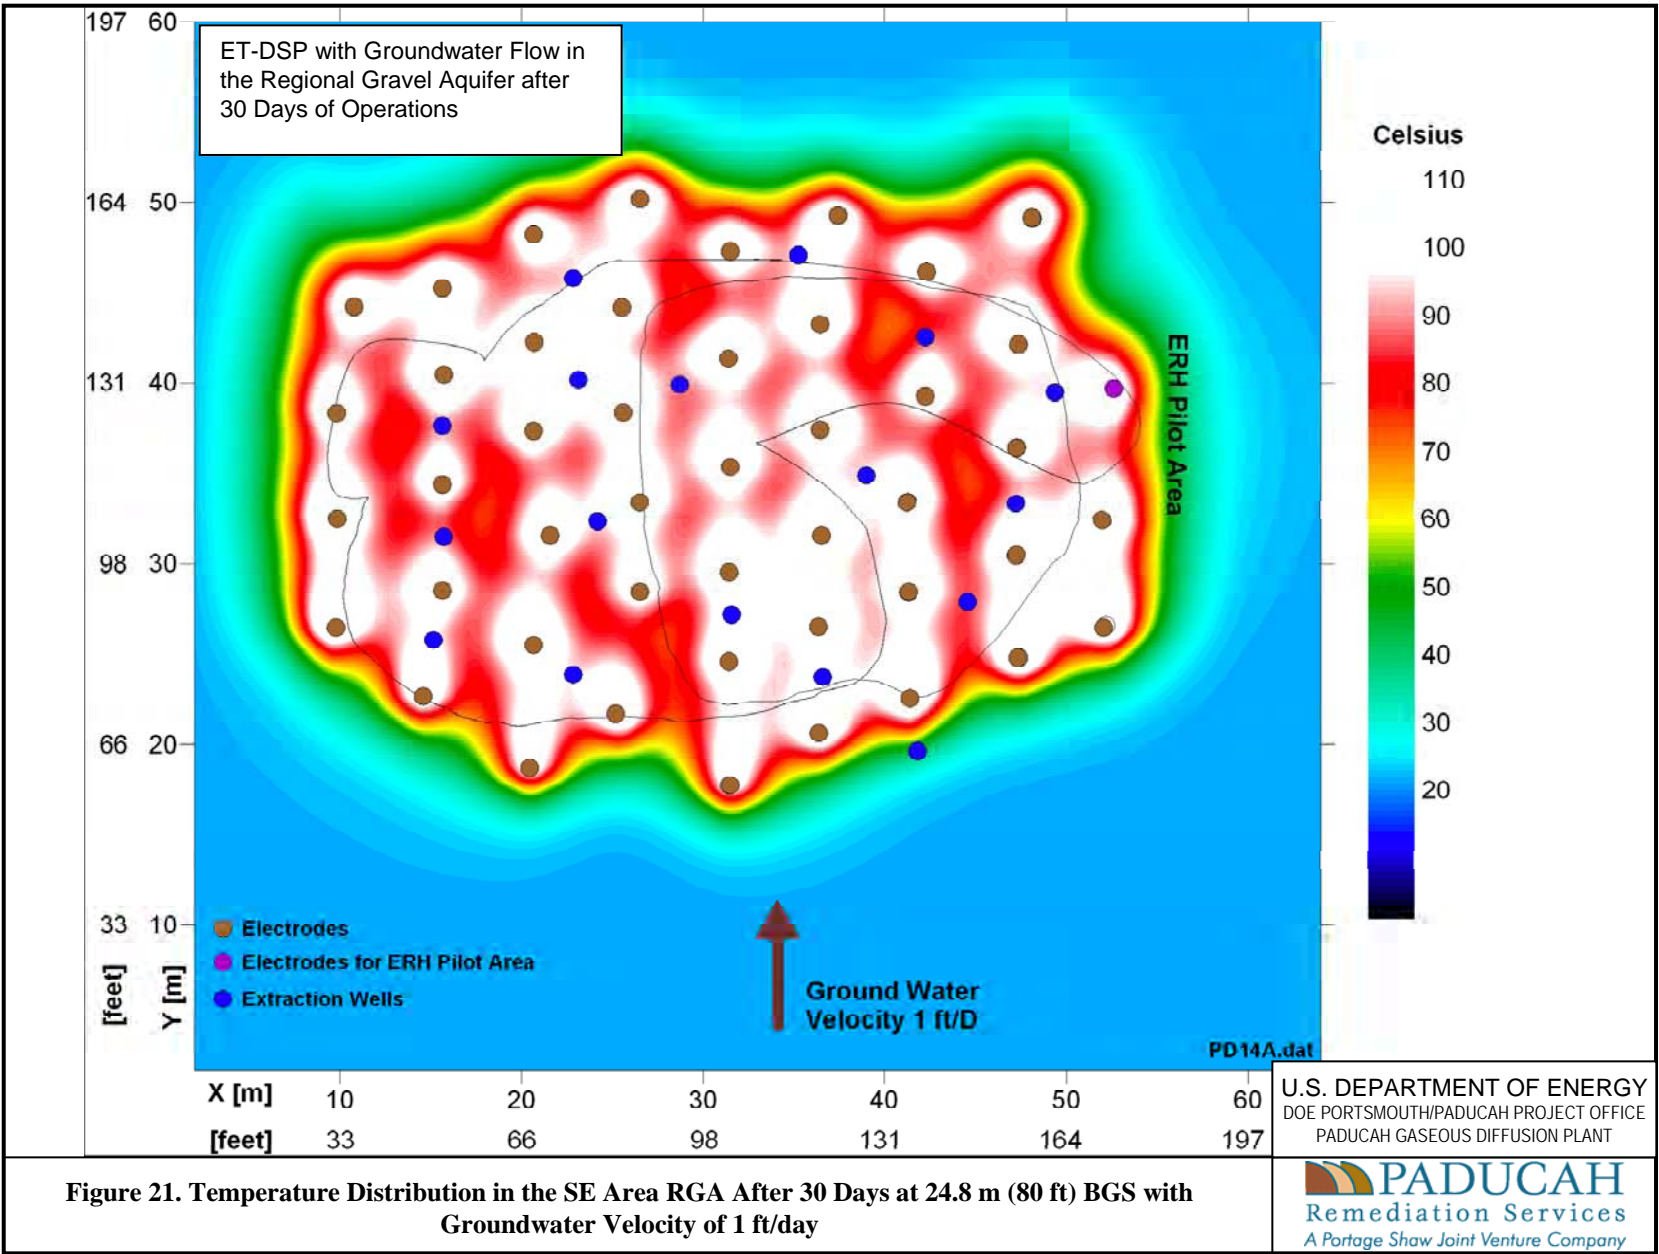 ET-DSP with Groundwater Flow in
the Regional Gravel Aquifer after
30 Days of Operations
197 60
164 50
131 40
98 30
66 20
33 10
[feet]
Y [m]
Celsius
110
100
90
80
70
60
50
40
30
20
ERH Pilot Area
Electrodes
Electrodes for ERH Pilot Area
Extraction Wells
Ground Water
Velocity 1 ft/D
PD14A.dat
X [m] 10 20 30 40 50 60
[feet] 33 66 98 131 164 197
U.S. DEPARTMENT OF ENERGY
DOE PORTSMOUTH/PADUCAH PROJECT OFFICE
PADUCAH GASEOUS DIFFUSION PLANT
Figure 21. Temperature Distribution in the SE Area RGA After 30 Days at 24.8 m (80 ft) BGS with
Groundwater Velocity of 1 ft/day
PADUCAH
Remediation Services
A Portage Shaw Joint Venture Company